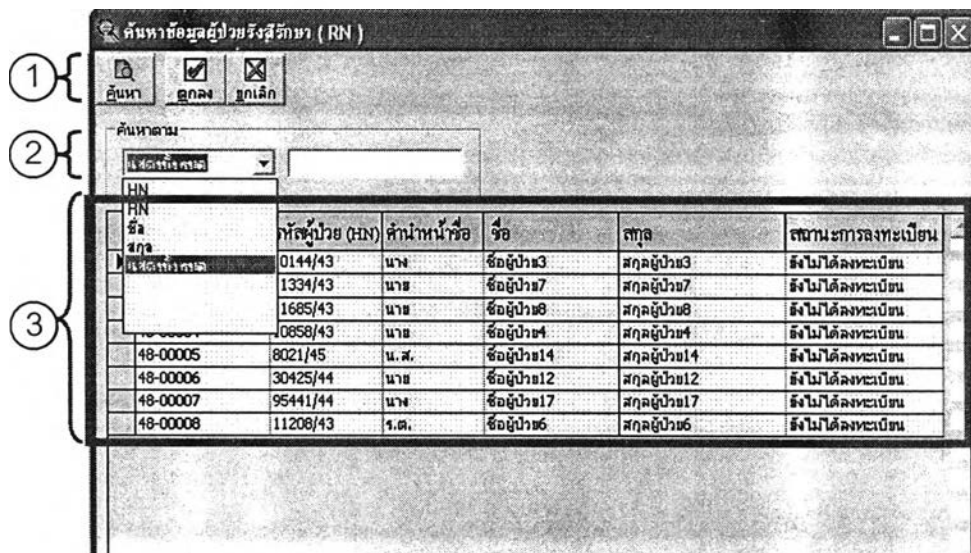 ค้นหาข้อมูลผู้ป่วยรังสีรักษา ( RN )
1
ค้นหา ตกลง ยกเลิก
2
ค้นหาตาม
แสดงทั้งหมด
HN
HN
ชื่อ
สกุล
แสดงทั้งหมด
3
รหัสผู้ป่วย (HN) คำนำหน้าชื่อ ชื่อ สกุล สถานะการลงทะเบียน
0144/43 นาง ชื่อผู้ป่วย3 สกุลผู้ป่วย3 ยังไม่ได้ลงทะเบียน
1334/43 นาย ชื่อผู้ป่วย7 สกุลผู้ป่วย7 ยังไม่ได้ลงทะเบียน
1685/43 นาย ชื่อผู้ป่วย8 สกุลผู้ป่วย8 ยังไม่ได้ลงทะเบียน
0858/43 นาย ชื่อผู้ป่วย4 สกุลผู้ป่วย4 ยังไม่ได้ลงทะเบียน
48-00005 8021/45 น.ส. ชื่อผู้ป่วย14 สกุลผู้ป่วย14 ยังไม่ได้ลงทะเบียน
48-00006 30425/44 นาย ชื่อผู้ป่วย12 สกุลผู้ป่วย12 ยังไม่ได้ลงทะเบียน
48-00007 95441/44 นาง ชื่อผู้ป่วย17 สกุลผู้ป่วย17 ยังไม่ได้ลงทะเบียน
48-00008 11208/43 ร.ต. ชื่อผู้ป่วย6 สกุลผู้ป่วย6 ยังไม่ได้ลงทะเบียน